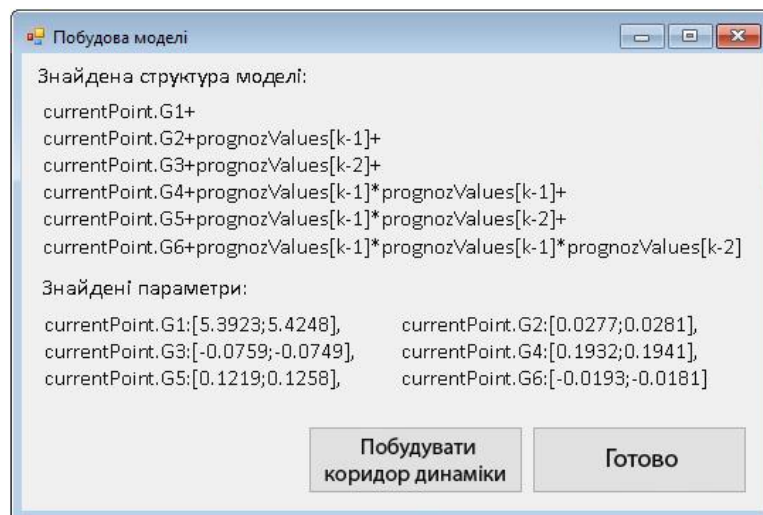 Побудова моделі
Знайдена структура моделі:
currentPoint.G1+
currentPoint.G2+prognozValues[k-1]+
currentPoint.G3+prognozValues[k-2]+
currentPoint.G4+prognozValues[k-1]*prognozValues[k-1]+
currentPoint.G5+prognozValues[k-1]*prognozValues[k-2]+
currentPoint.G6+prognozValues[k-1]*prognozValues[k-1]*prognozValues[k-2]
Знайдені параметри:
currentPoint.G1:[5.3923;5.4248], currentPoint.G2:[0.0277;0.0281],
currentPoint.G3:[-0.0759;-0.0749], currentPoint.G4:[0.1932;0.1941],
currentPoint.G5:[0.1219;0.1258], currentPoint.G6:[-0.0193;-0.0181]
Побудувати
коридор динаміки
Готово